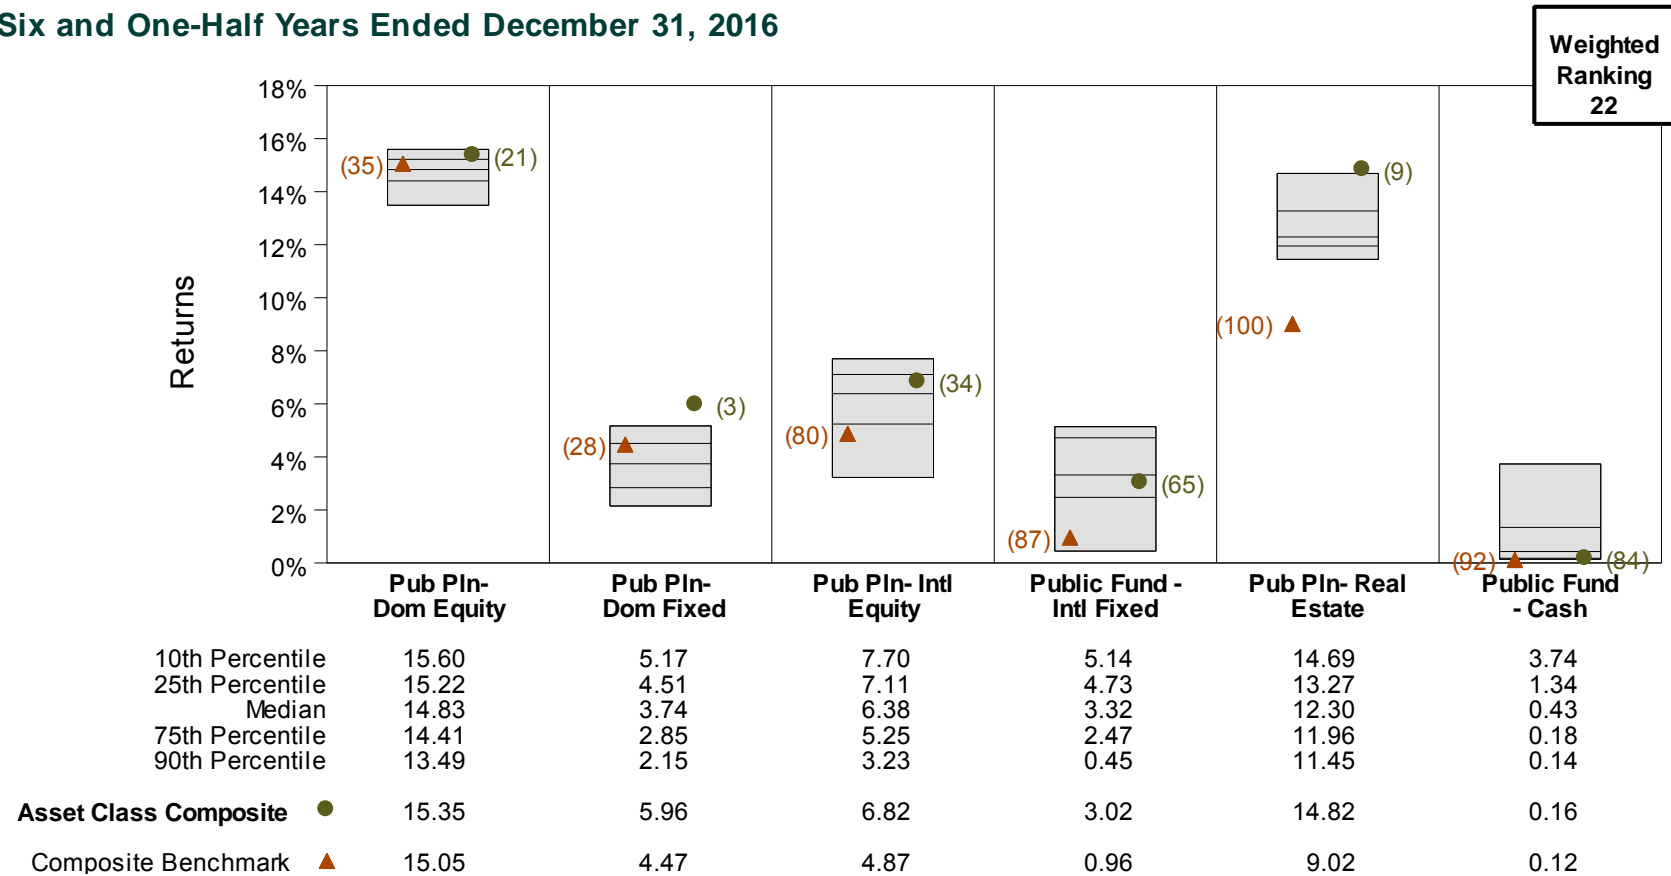 Six and One-Half Years Ended December 31, 2016
Weighted
Ranking
22
Returns
18%
16%
14%
12%
10%
8%
6%
4%
2%
0%
(35)
(21)
(28)
(3)
(80)
(34)
(87)
(65)
(100)
(9)
(92)
(84)
Pub Pln- Pub Pln- Pub Pln- Intl Public Fund - Pub Pln- Real Public Fund
Dom Equity Dom Fixed Equity Intl Fixed Estate - Cash
10th Percentile 15.60 5.17 7.70 5.14 14.69 3.74
25th Percentile 15.22 4.51 7.11 4.73 13.27 1.34
Median 14.83 3.74 6.38 3.32 12.30 0.43
75th Percentile 14.41 2.85 5.25 2.47 11.96 0.18
90th Percentile 13.49 2.15 3.23 0.45 11.45 0.14
Asset Class Composite 15.35 5.96 6.82 3.02 14.82 0.16
Composite Benchmark 15.05 4.47 4.87 0.96 9.02 0.12